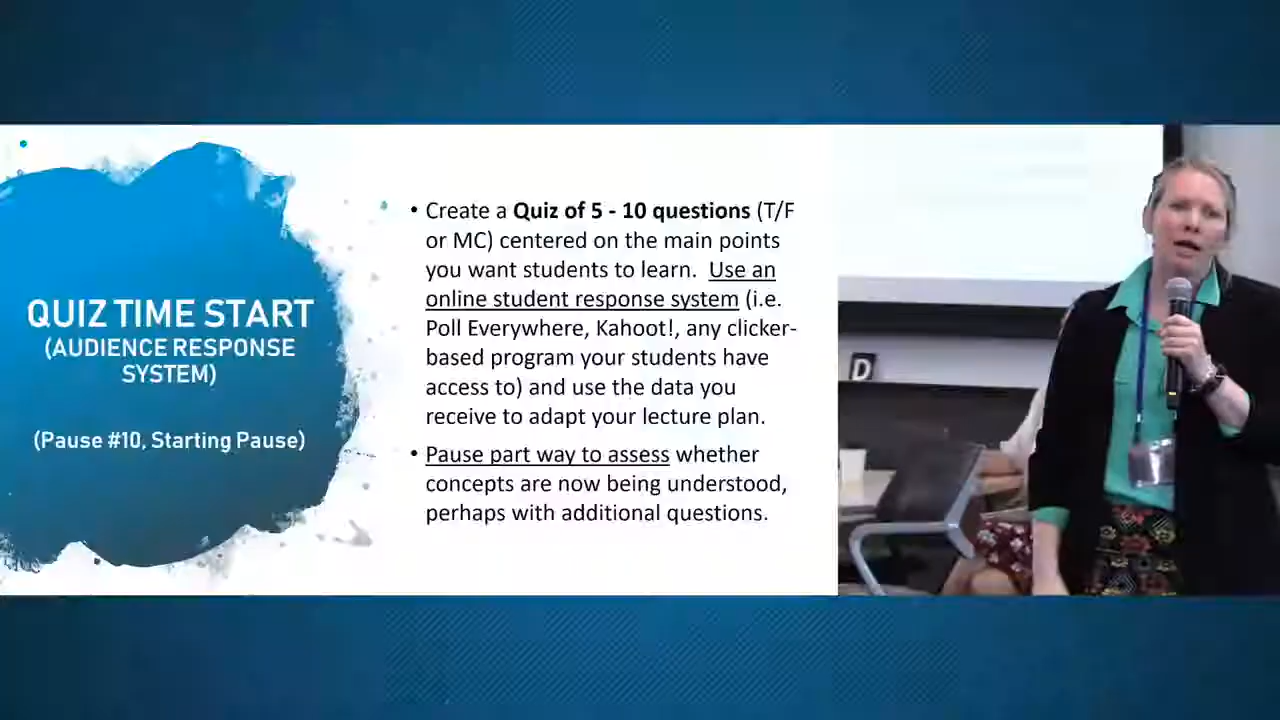 QUIZ TIME START
(AUDIENCE RESPONSE
SYSTEM)
(Pause #10, Starting Pause)
• Create a Quiz of 5 - 10 questions (T/F
or MC) centered on the main points
you want students to learn. Use an
online student response system (i.e.
Poll Everywhere, Kahoot!, any clicker-
based program your students have
access to) and use the data you
receive to adapt your lecture plan.
• Pause part way to assess whether
concepts are now being understood,
perhaps with additional questions.
D